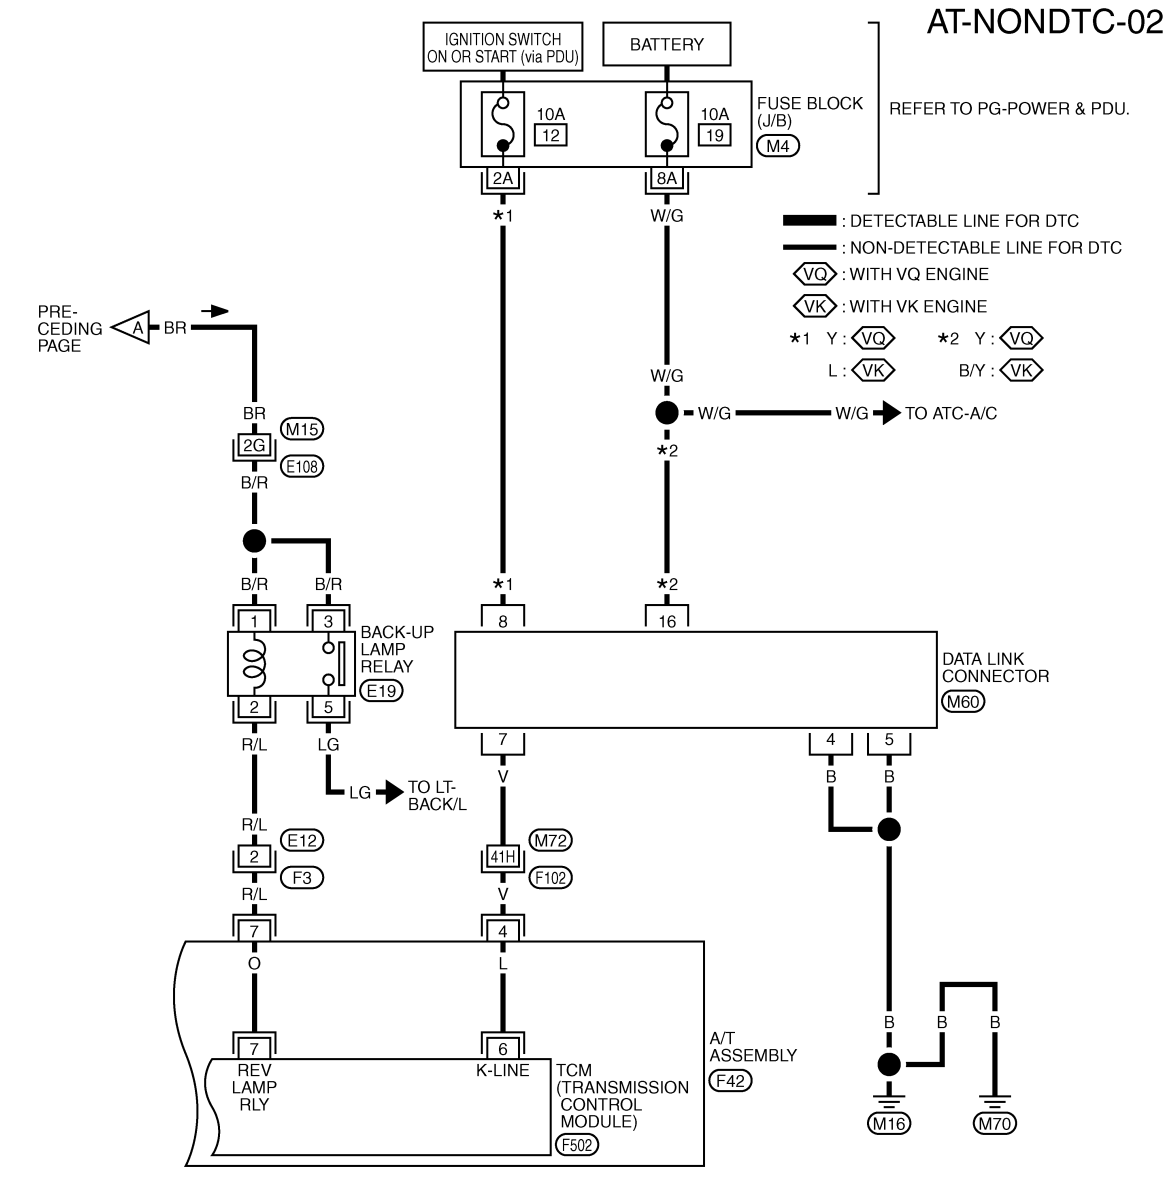 AT-NONDTC-02
IGNITION SWITCH
ON OR START (via PDU)
BATTERY
10A
12
10A
19
FUSE BLOCK
(J/B)
M4
REFER TO PG-POWER & PDU.
2A
8A
*1
W/G
: DETECTABLE LINE FOR DTC
: NON-DETECTABLE LINE FOR DTC
VQ : WITH VQ ENGINE
VK : WITH VK ENGINE
*1 Y : VQ
*2 Y : VQ
L : VK
B/Y : VK
PRE-
CEDING
PAGE
A
BR
W/G
W/G
W/G
TO ATC-A/C
*2
BR
M15
2G
E108
B/R
B/R
B/R
*1
*2
1
3
8
16
BACK-UP
LAMP
RELAY
E19
DATA LINK
CONNECTOR
M60
2
5
7
4
5
R/L
LG
V
B
B
LG
TO LT-
BACK/L
R/L
E12
2
F3
R/L
M72
41H
F102
V
7
4
O
L
7
6
REV
LAMP
RLY
K-LINE
TCM
(TRANSMISSION
CONTROL
MODULE)
F502
A/T
ASSEMBLY
F42
B
B
B
M16
M70